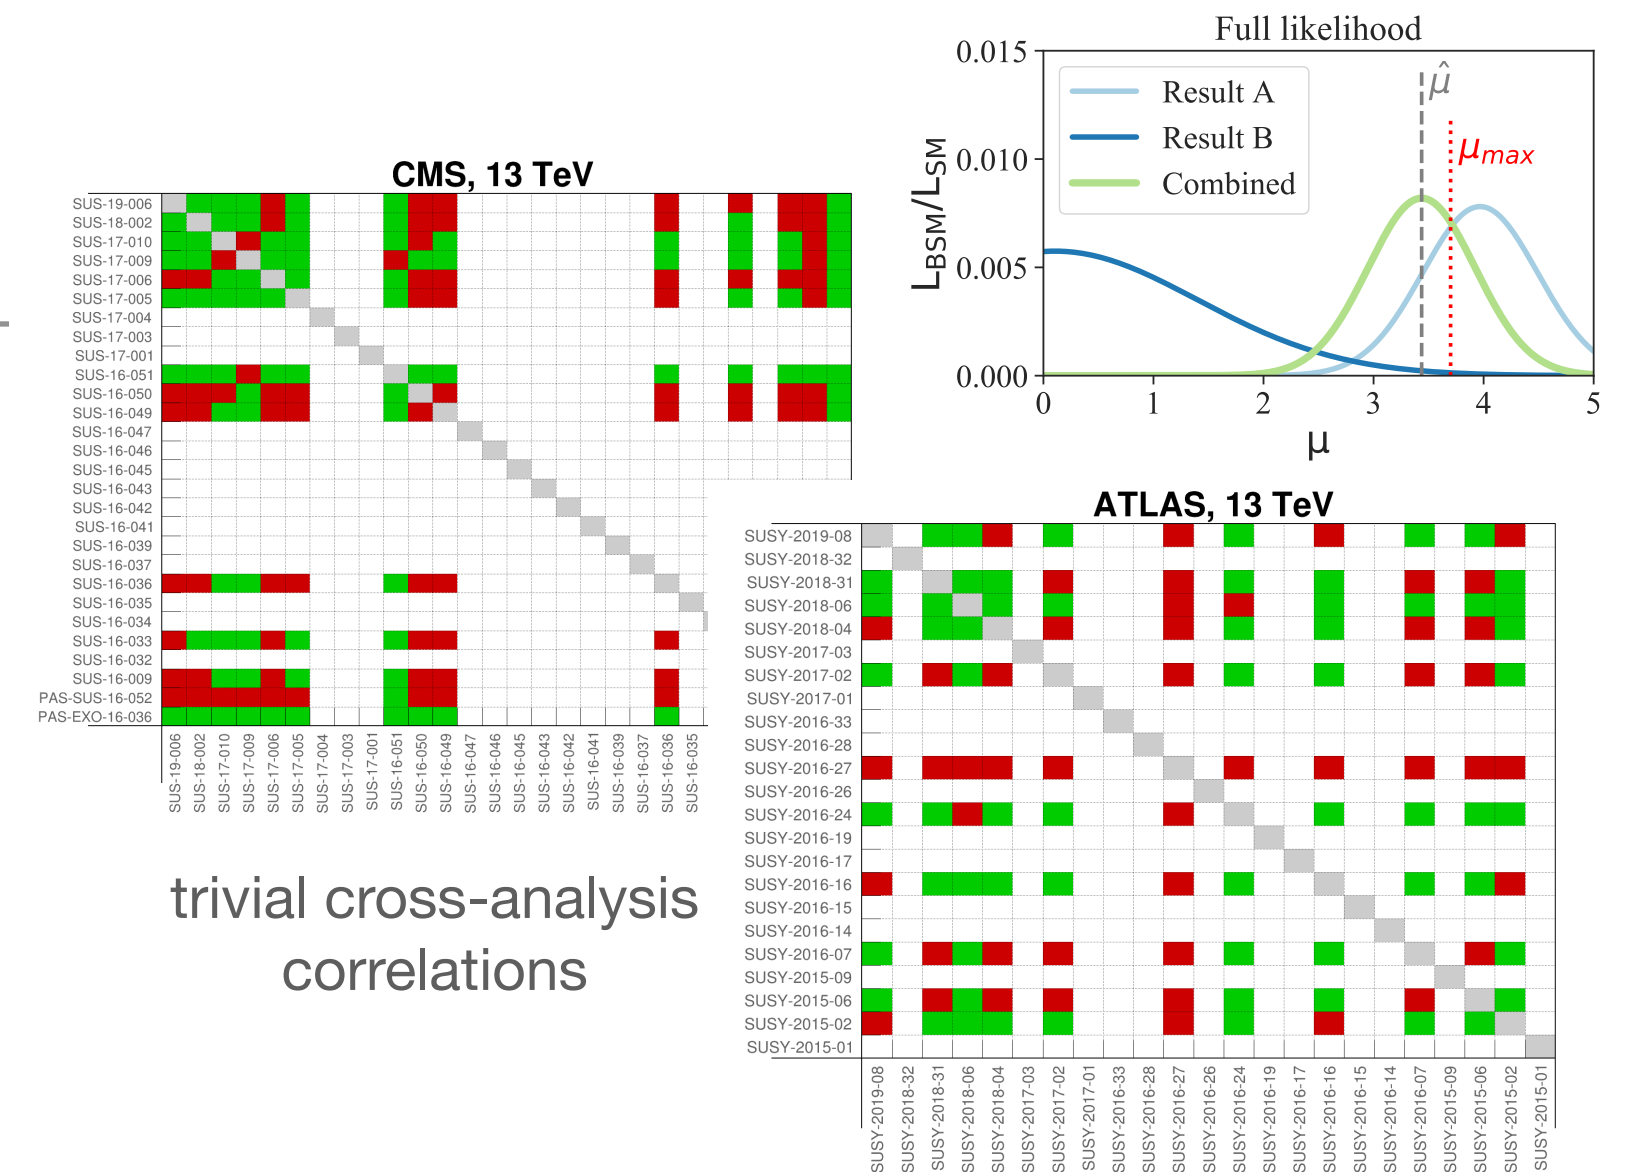 Full likelihood
0.015
0.010
0.005
0.000
L_BSM/L_SM
Result A
Result B
Combined
μ̂
μ_max
0 1 2 3 4 5
μ
CMS, 13 TeV
SUS-19-006
SUS-18-002
SUS-17-010
SUS-17-009
SUS-17-006
SUS-17-005
SUS-17-004
SUS-17-003
SUS-17-001
SUS-16-051
SUS-16-050
SUS-16-049
SUS-16-047
SUS-16-046
SUS-16-045
SUS-16-043
SUS-16-042
SUS-16-041
SUS-16-039
SUS-16-037
SUS-16-036
SUS-16-035
SUS-16-034
SUS-16-033
SUS-16-032
SUS-16-009
PAS-SUS-16-052
PAS-EXO-16-036
SUS-19-006
SUS-18-002
SUS-17-010
SUS-17-009
SUS-17-006
SUS-17-005
SUS-17-004
SUS-17-003
SUS-17-001
SUS-16-051
SUS-16-050
SUS-16-049
SUS-16-047
SUS-16-046
SUS-16-045
SUS-16-043
SUS-16-042
SUS-16-041
SUS-16-039
SUS-16-037
SUS-16-036
SUS-16-035
trivial cross-analysis
correlations
ATLAS, 13 TeV
SUSY-2019-08
SUSY-2018-32
SUSY-2018-31
SUSY-2018-06
SUSY-2018-04
SUSY-2017-03
SUSY-2017-02
SUSY-2017-01
SUSY-2016-33
SUSY-2016-28
SUSY-2016-27
SUSY-2016-26
SUSY-2016-24
SUSY-2016-19
SUSY-2016-17
SUSY-2016-16
SUSY-2016-15
SUSY-2016-14
SUSY-2016-07
SUSY-2015-09
SUSY-2015-06
SUSY-2015-02
SUSY-2015-01
SUSY-2019-08
SUSY-2018-32
SUSY-2018-31
SUSY-2018-06
SUSY-2018-04
SUSY-2017-03
SUSY-2017-02
SUSY-2017-01
SUSY-2016-33
SUSY-2016-28
SUSY-2016-27
SUSY-2016-26
SUSY-2016-24
SUSY-2016-19
SUSY-2016-17
SUSY-2016-16
SUSY-2016-15
SUSY-2016-14
SUSY-2016-07
SUSY-2015-09
SUSY-2015-06
SUSY-2015-02
SUSY-2015-01